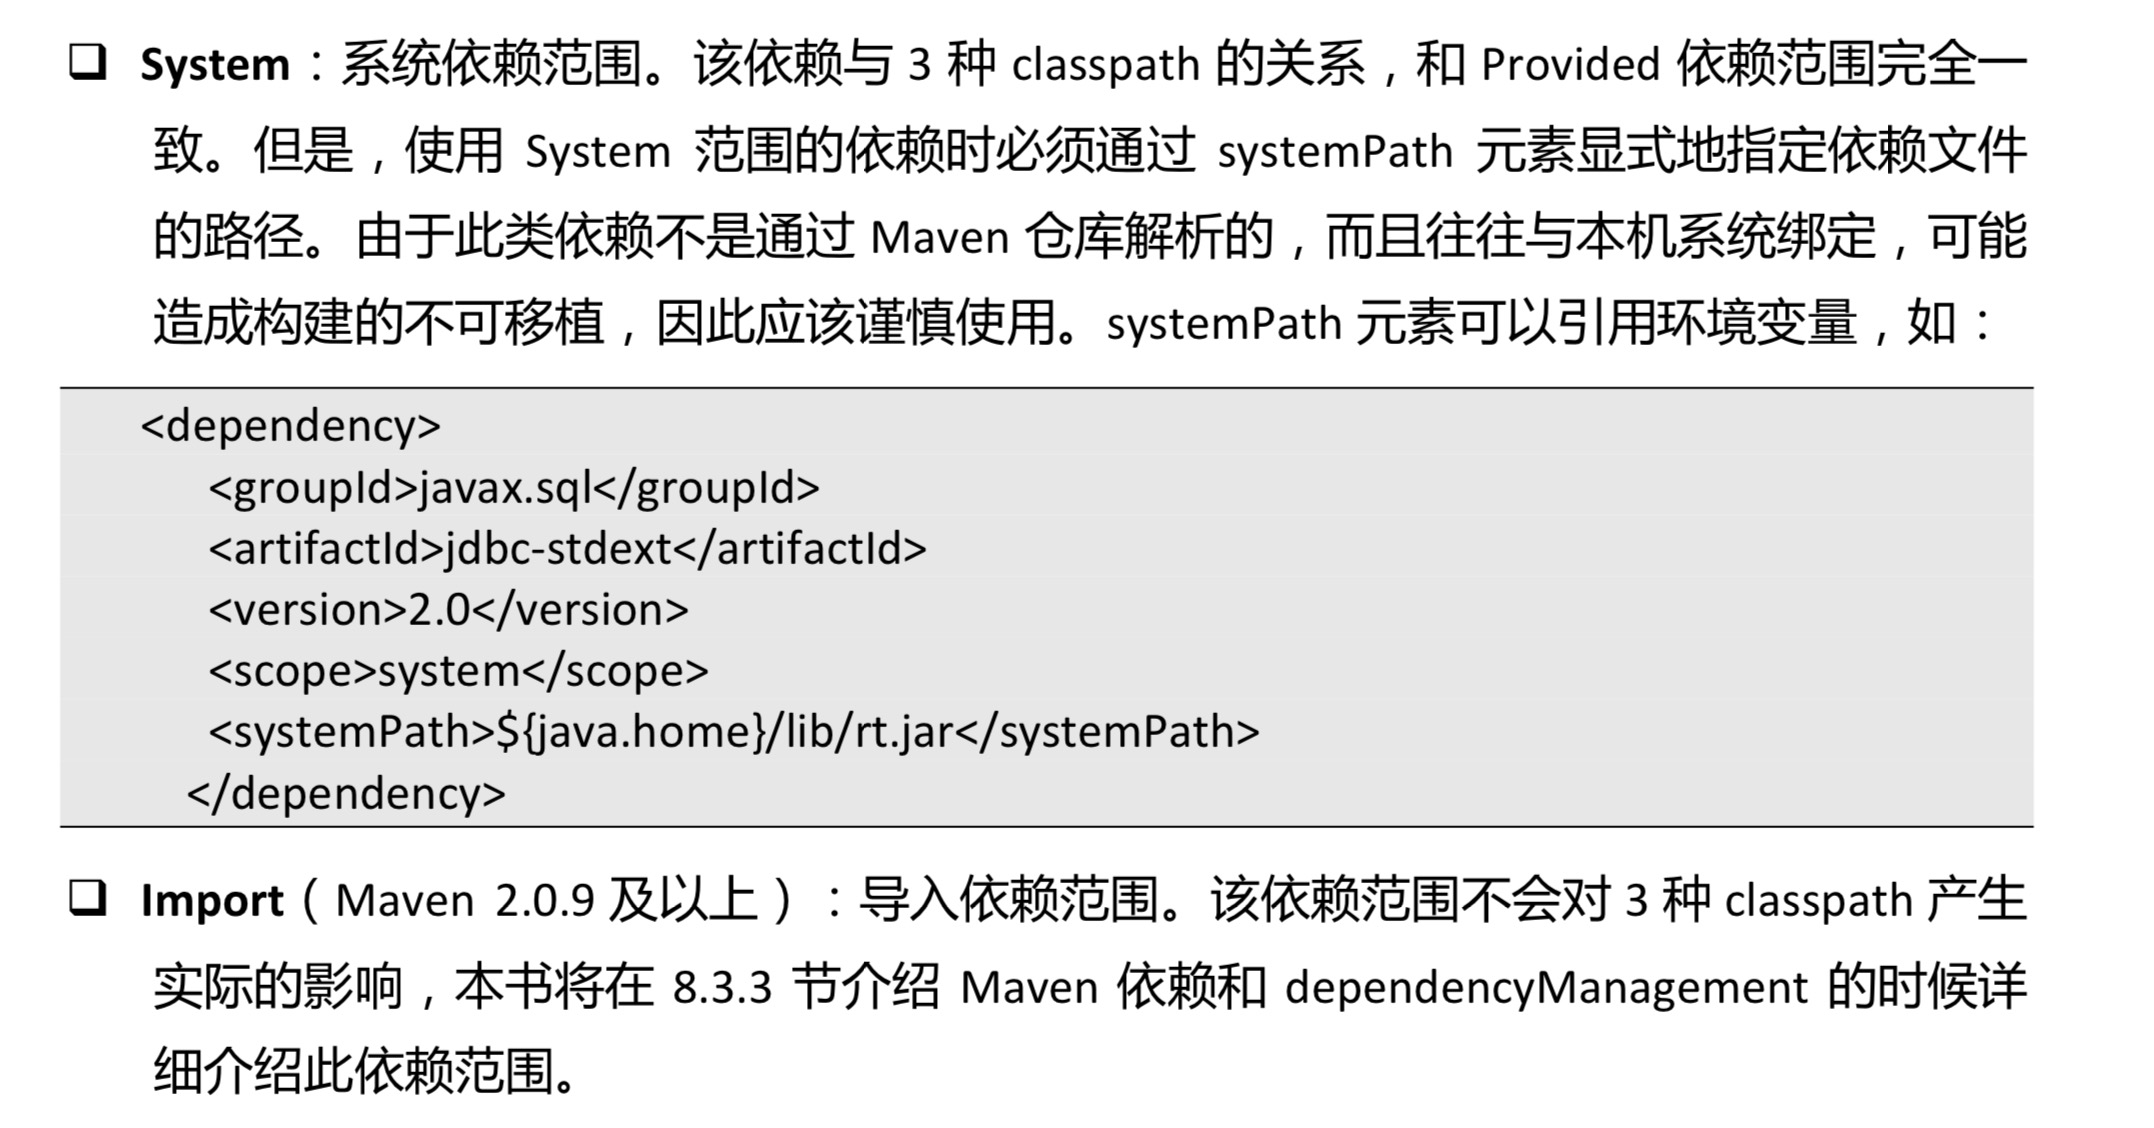 ❑ System：系统依赖范围。该依赖与 3 种 classpath 的关系，和 Provided 依赖范围完全一
致。但是，使用 System 范围的依赖时必须通过 systemPath 元素显式地指定依赖文件
的路径。由于此类依赖不是通过 Maven 仓库解析的，而且往往与本机系统绑定，可能
造成构建的不可移植，因此应该谨慎使用。systemPath 元素可以引用环境变量，如：
<dependency>
<groupId>javax.sql</groupId>
<artifactId>jdbc-stdext</artifactId>
<version>2.0</version>
<scope>system</scope>
<systemPath>${java.home}/lib/rt.jar</systemPath>
</dependency>
❑ Import（Maven 2.0.9 及以上）：导入依赖范围。该依赖范围不会对 3 种 classpath 产生
实际的影响，本书将在 8.3.3 节介绍 Maven 依赖和 dependencyManagement 的时候详
细介绍此依赖范围。